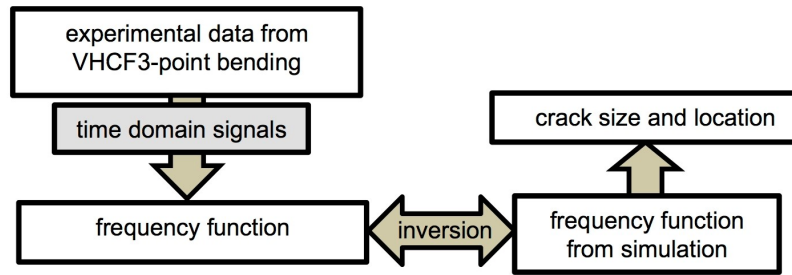 experimental data from
VHCF3-point bending
time domain signals
crack size and location
frequency function
inversion
frequency function
from simulation